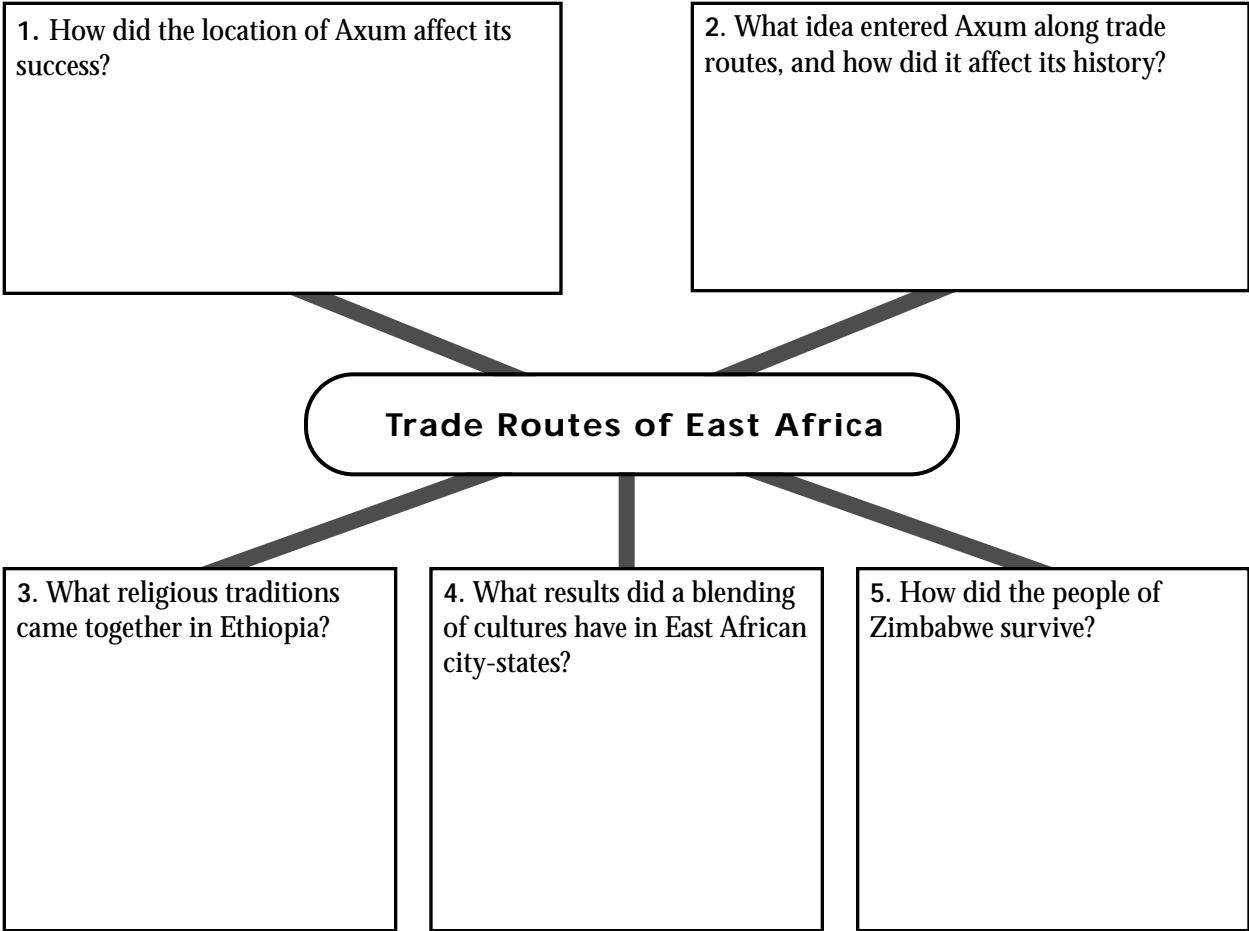 1. How did the location of Axum affect its
success?
2. What idea entered Axum along trade
routes, and how did it affect its history?
Trade Routes of East Africa
3. What religious traditions
came together in Ethiopia?
4. What results did a blending
of cultures have in East African
city-states?
5. How did the people of
Zimbabwe survive?